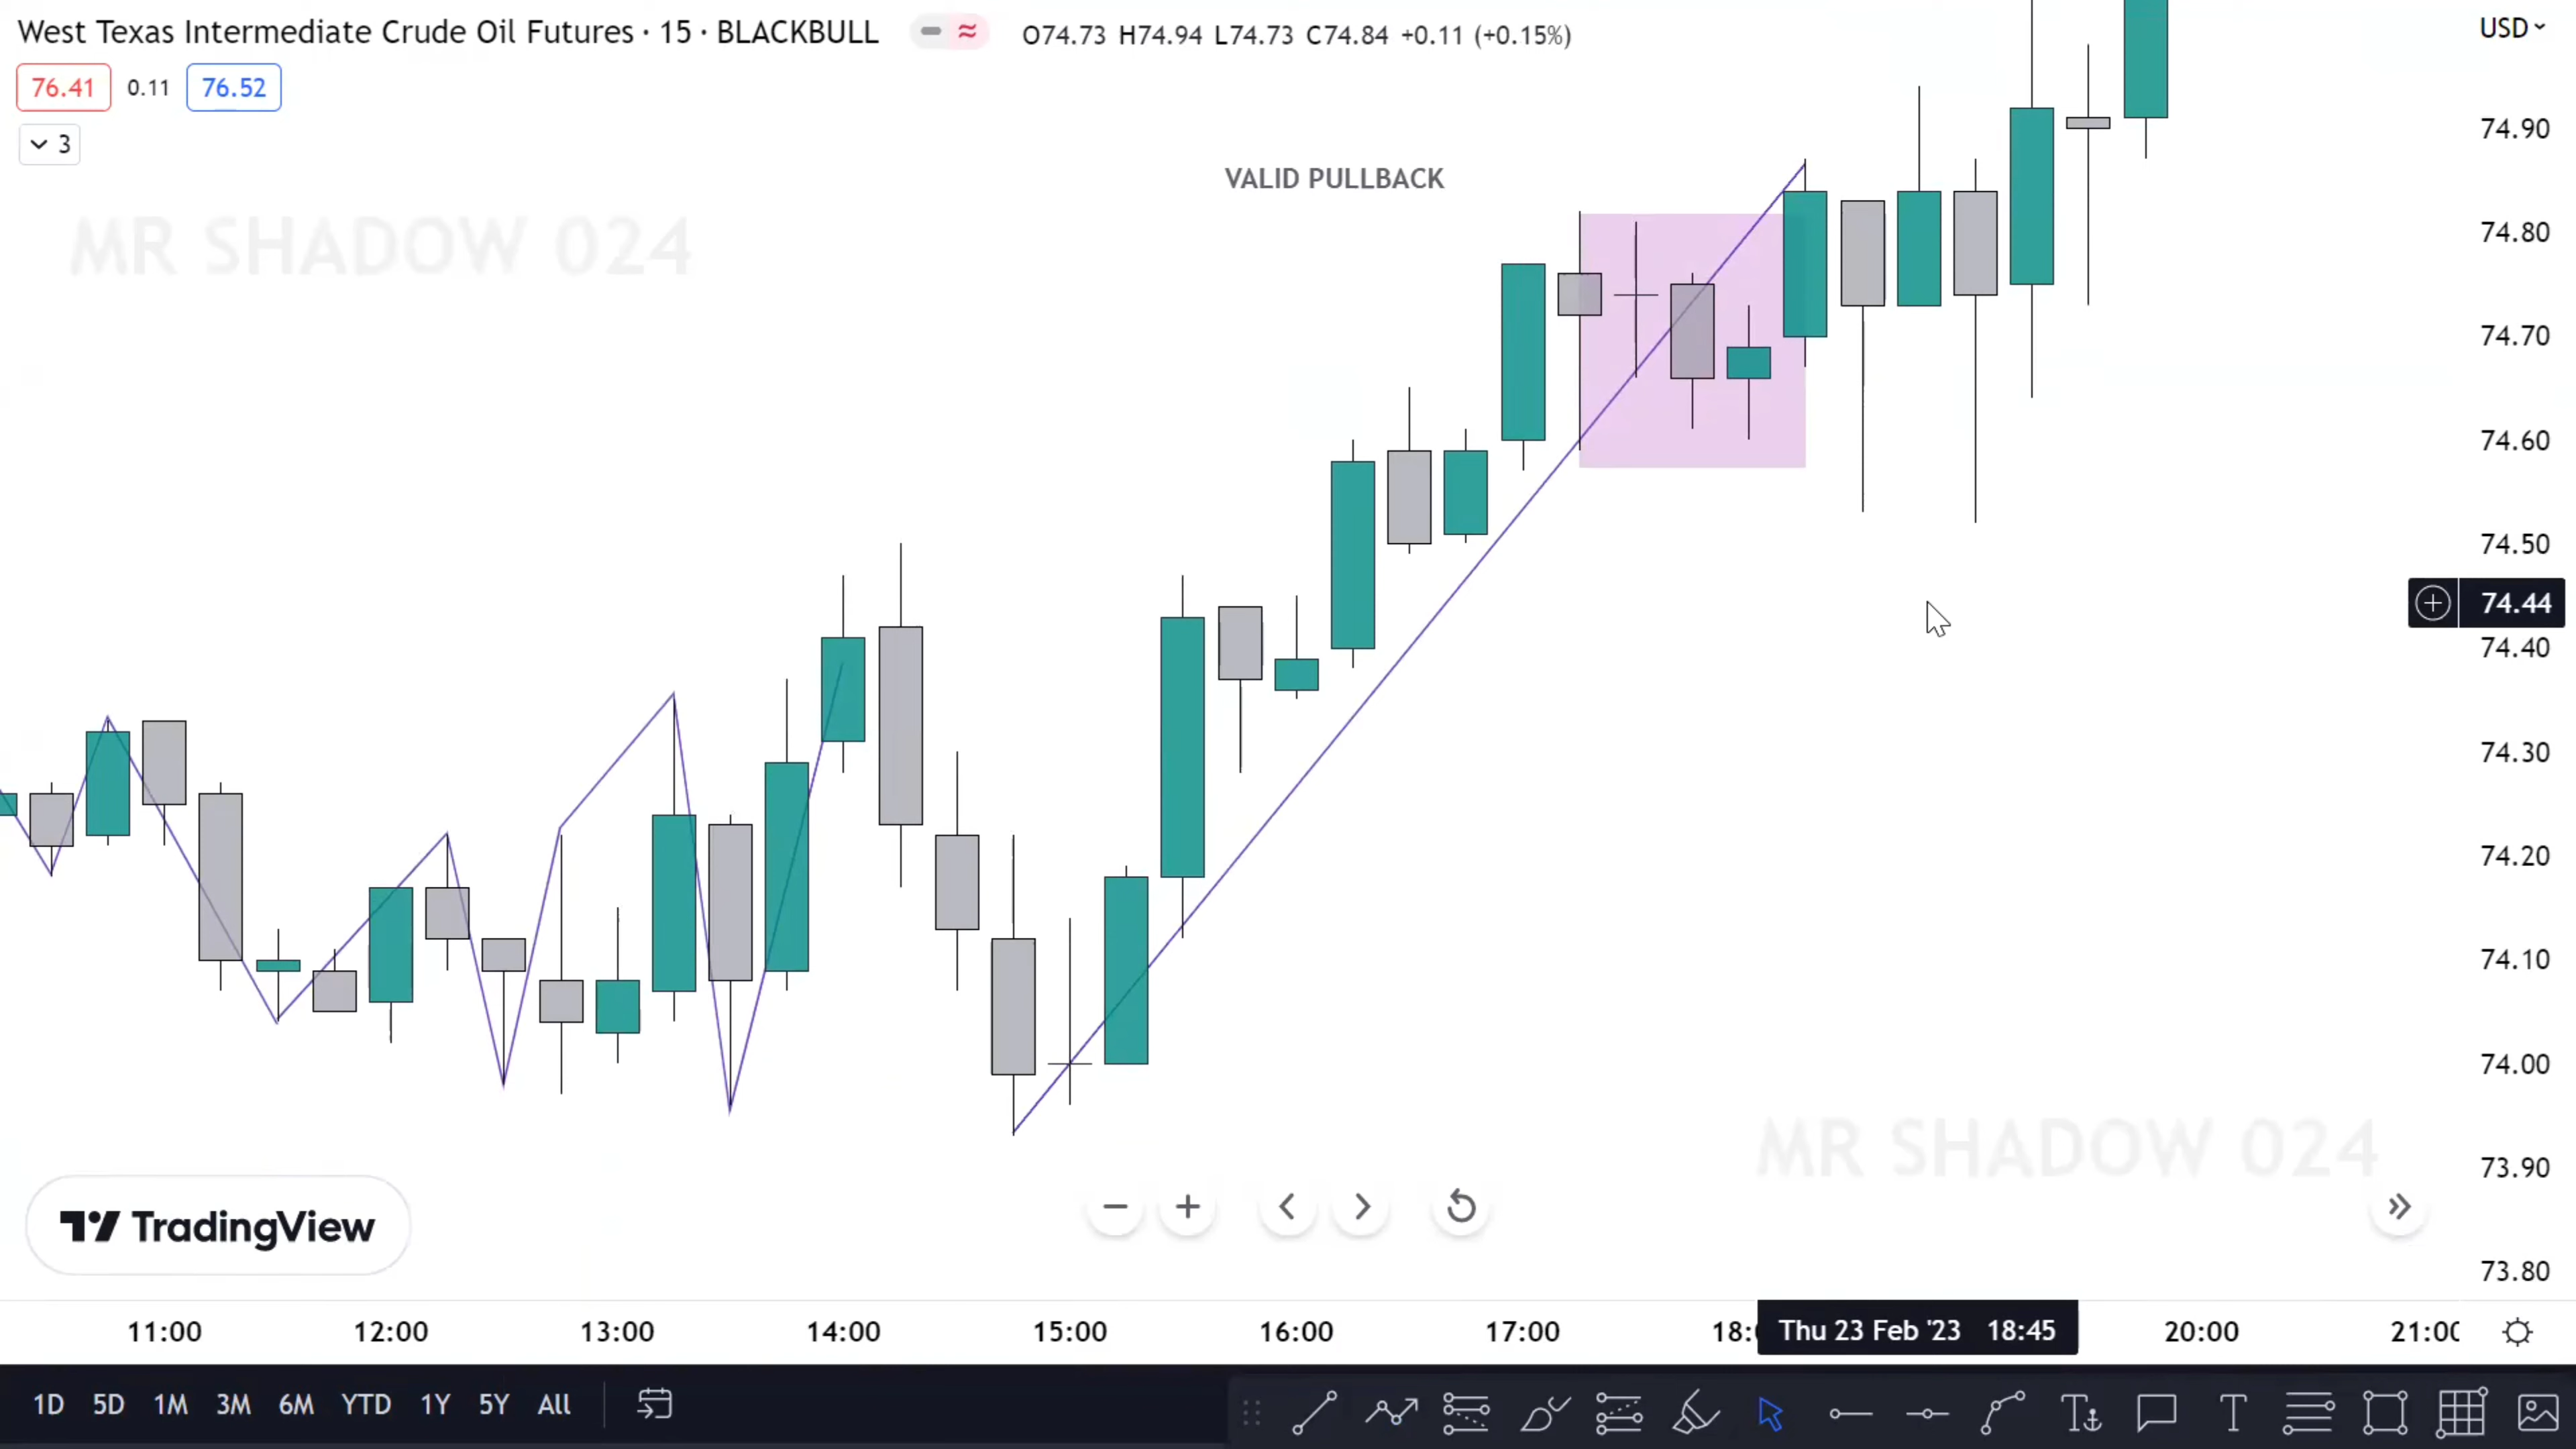 West Texas Intermediate Crude Oil Futures · 15 · BLACKBULL
O74.73 H74.94 L74.73 C74.84 +0.11 (+0.15%)
USD
76.41 0.11 76.52
3
VALID PULLBACK
MR SHADOW 024
74.90
74.80
74.70
74.60
74.50
74.44
74.40
74.30
74.20
74.10
74.00
73.90
73.80
MR SHADOW 024
TradingView
11:00 12:00 13:00 14:00 15:00 16:00 17:00 18:0 Thu 23 Feb '23 18:45 20:00 21:00
1D 5D 1M 3M 6M YTD 1Y 5Y All